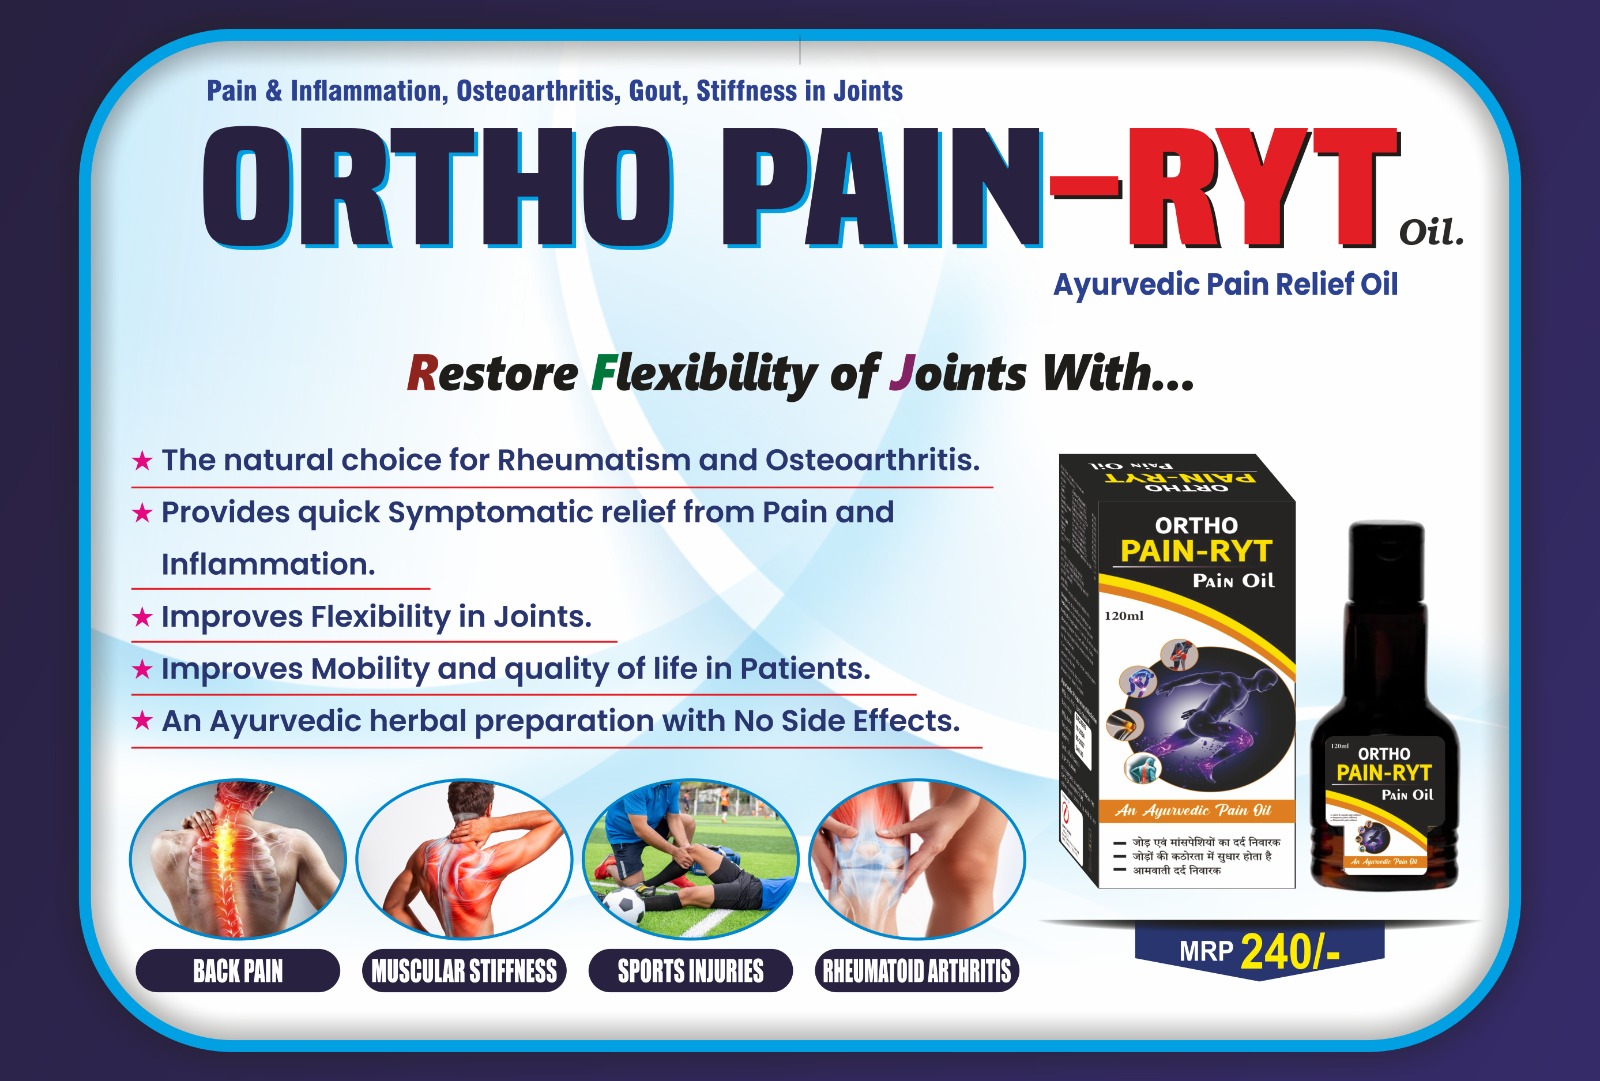 Pain & Inflammation, Osteoarthritis, Gout, Stiffness in Joints
ORTHO PAIN-RYT Oil.
Ayurvedic Pain Relief Oil
Restore Flexibility of Joints With...
★ The natural choice for Rheumatism and Osteoarthritis.
★ Provides quick Symptomatic relief from Pain and
Inflammation.
★ Improves Flexibility in Joints.
★ Improves Mobility and quality of life in Patients.
★ An Ayurvedic herbal preparation with No Side Effects.
BACK PAIN
MUSCULAR STIFFNESS
SPORTS INJURIES
RHEUMATOID ARTHRITIS
ORTHO
PAIN-RYT
Pain Oil
ORTHO
PAIN-RYT
Pain Oil
120ml
An Ayurvedic Pain Oil
— जोड़ एवं मांसपेशियों का दर्द निवारक
— जोड़ों की कठोरता में सुधार होता है
— आमवाती दर्द निवारक
120ml
ORTHO
PAIN-RYT
Pain Oil
An Ayurvedic Pain Oil
MRP 240/-